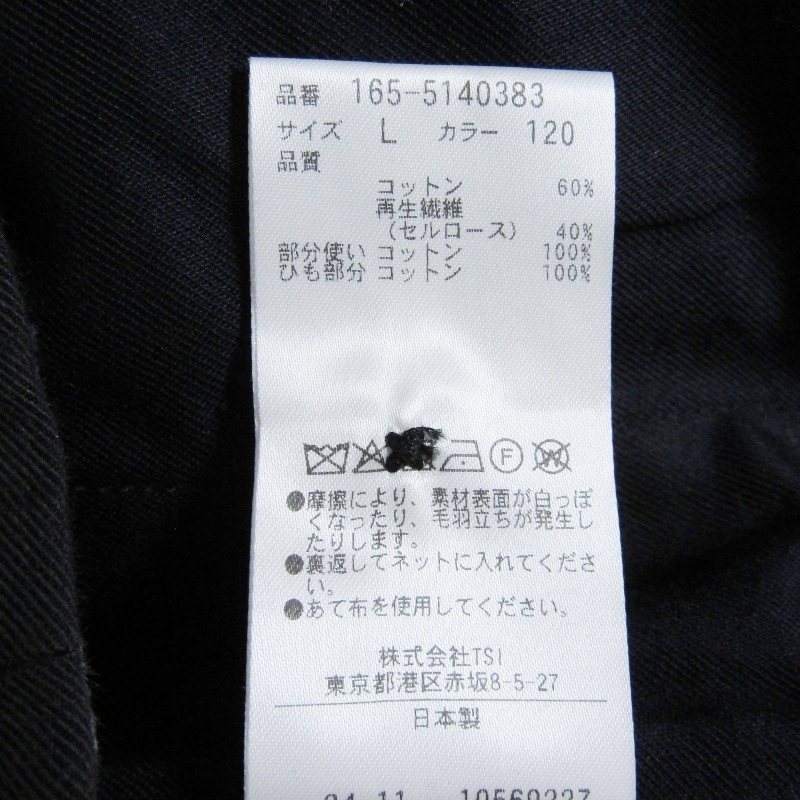 品番 165-5140383
サイズ L カラー 120
品質
コットン 60%
再生繊維
(セルロース) 40%
部分使い コットン 100%
ひも部分 コットン 100%
F W
●摩擦により、素材表面が白っぽ
くなったり、毛羽立ちが発生し
たりします。
●裏返してネットに入れてくださ
い。
●あて布を使用してください。
株式会社TSI
東京都港区赤坂8-5-27
日本製